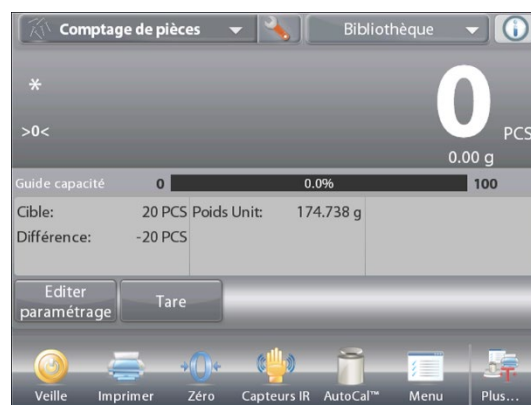 Comptage de pièces Bibliothèque
*
>0<
0 PCS
0.00 g
Guide capacité 0 0.0% 100
Cible: 20 PCS Poids Unit: 174.738 g
Différence: -20 PCS
Editer paramétrage Tare
Veille Imprimer Zéro Capteurs IR AutoCal™ Menu Plus...